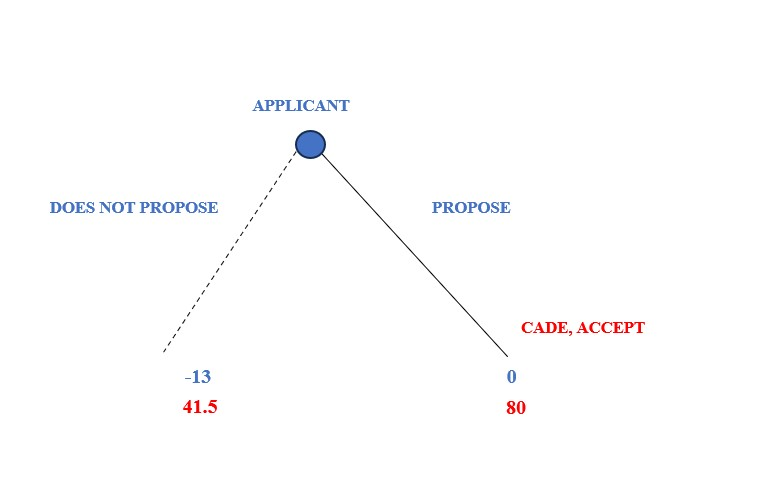 APPLICANT
DOES NOT PROPOSE
PROPOSE
CADE, ACCEPT
-13
0
41.5
80